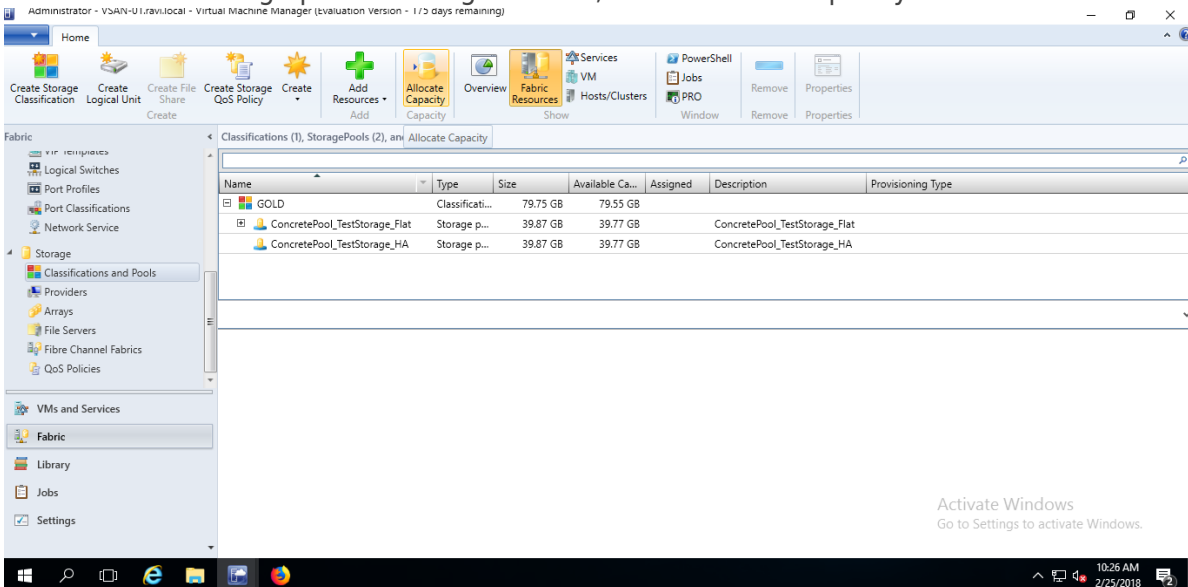 Administrator - VSAN-01.ravi.local - Virtual Machine Manager (Evaluation Version - 175 days remaining)
Home
Create Storage Classification
Create Logical Unit
Create File Share
Create Storage QoS Policy
Create
Add Resources
Allocate Capacity
Overview
Fabric Resources
Services
VM
Hosts/Clusters
PowerShell
Jobs
PRO
Remove
Properties
Create
Add
Capacity
Show
Window
Remove
Properties
Fabric
Classifications (1), StoragePools (2), an
Allocate Capacity
VIP Templates
Logical Switches
Port Profiles
Port Classifications
Network Service
Storage
Classifications and Pools
Providers
Arrays
File Servers
Fibre Channel Fabrics
QoS Policies
Name Type Size Available Ca... Assigned Description Provisioning Type
GOLD Classificati... 79.75 GB 79.55 GB
ConcretePool_TestStorage_Flat Storage p... 39.87 GB 39.77 GB ConcretePool_TestStorage_Flat
ConcretePool_TestStorage_HA Storage p... 39.87 GB 39.77 GB ConcretePool_TestStorage_HA
VMs and Services
Fabric
Library
Jobs
Settings
Activate Windows
Go to Settings to activate Windows.
10:26 AM
2/25/2018
2